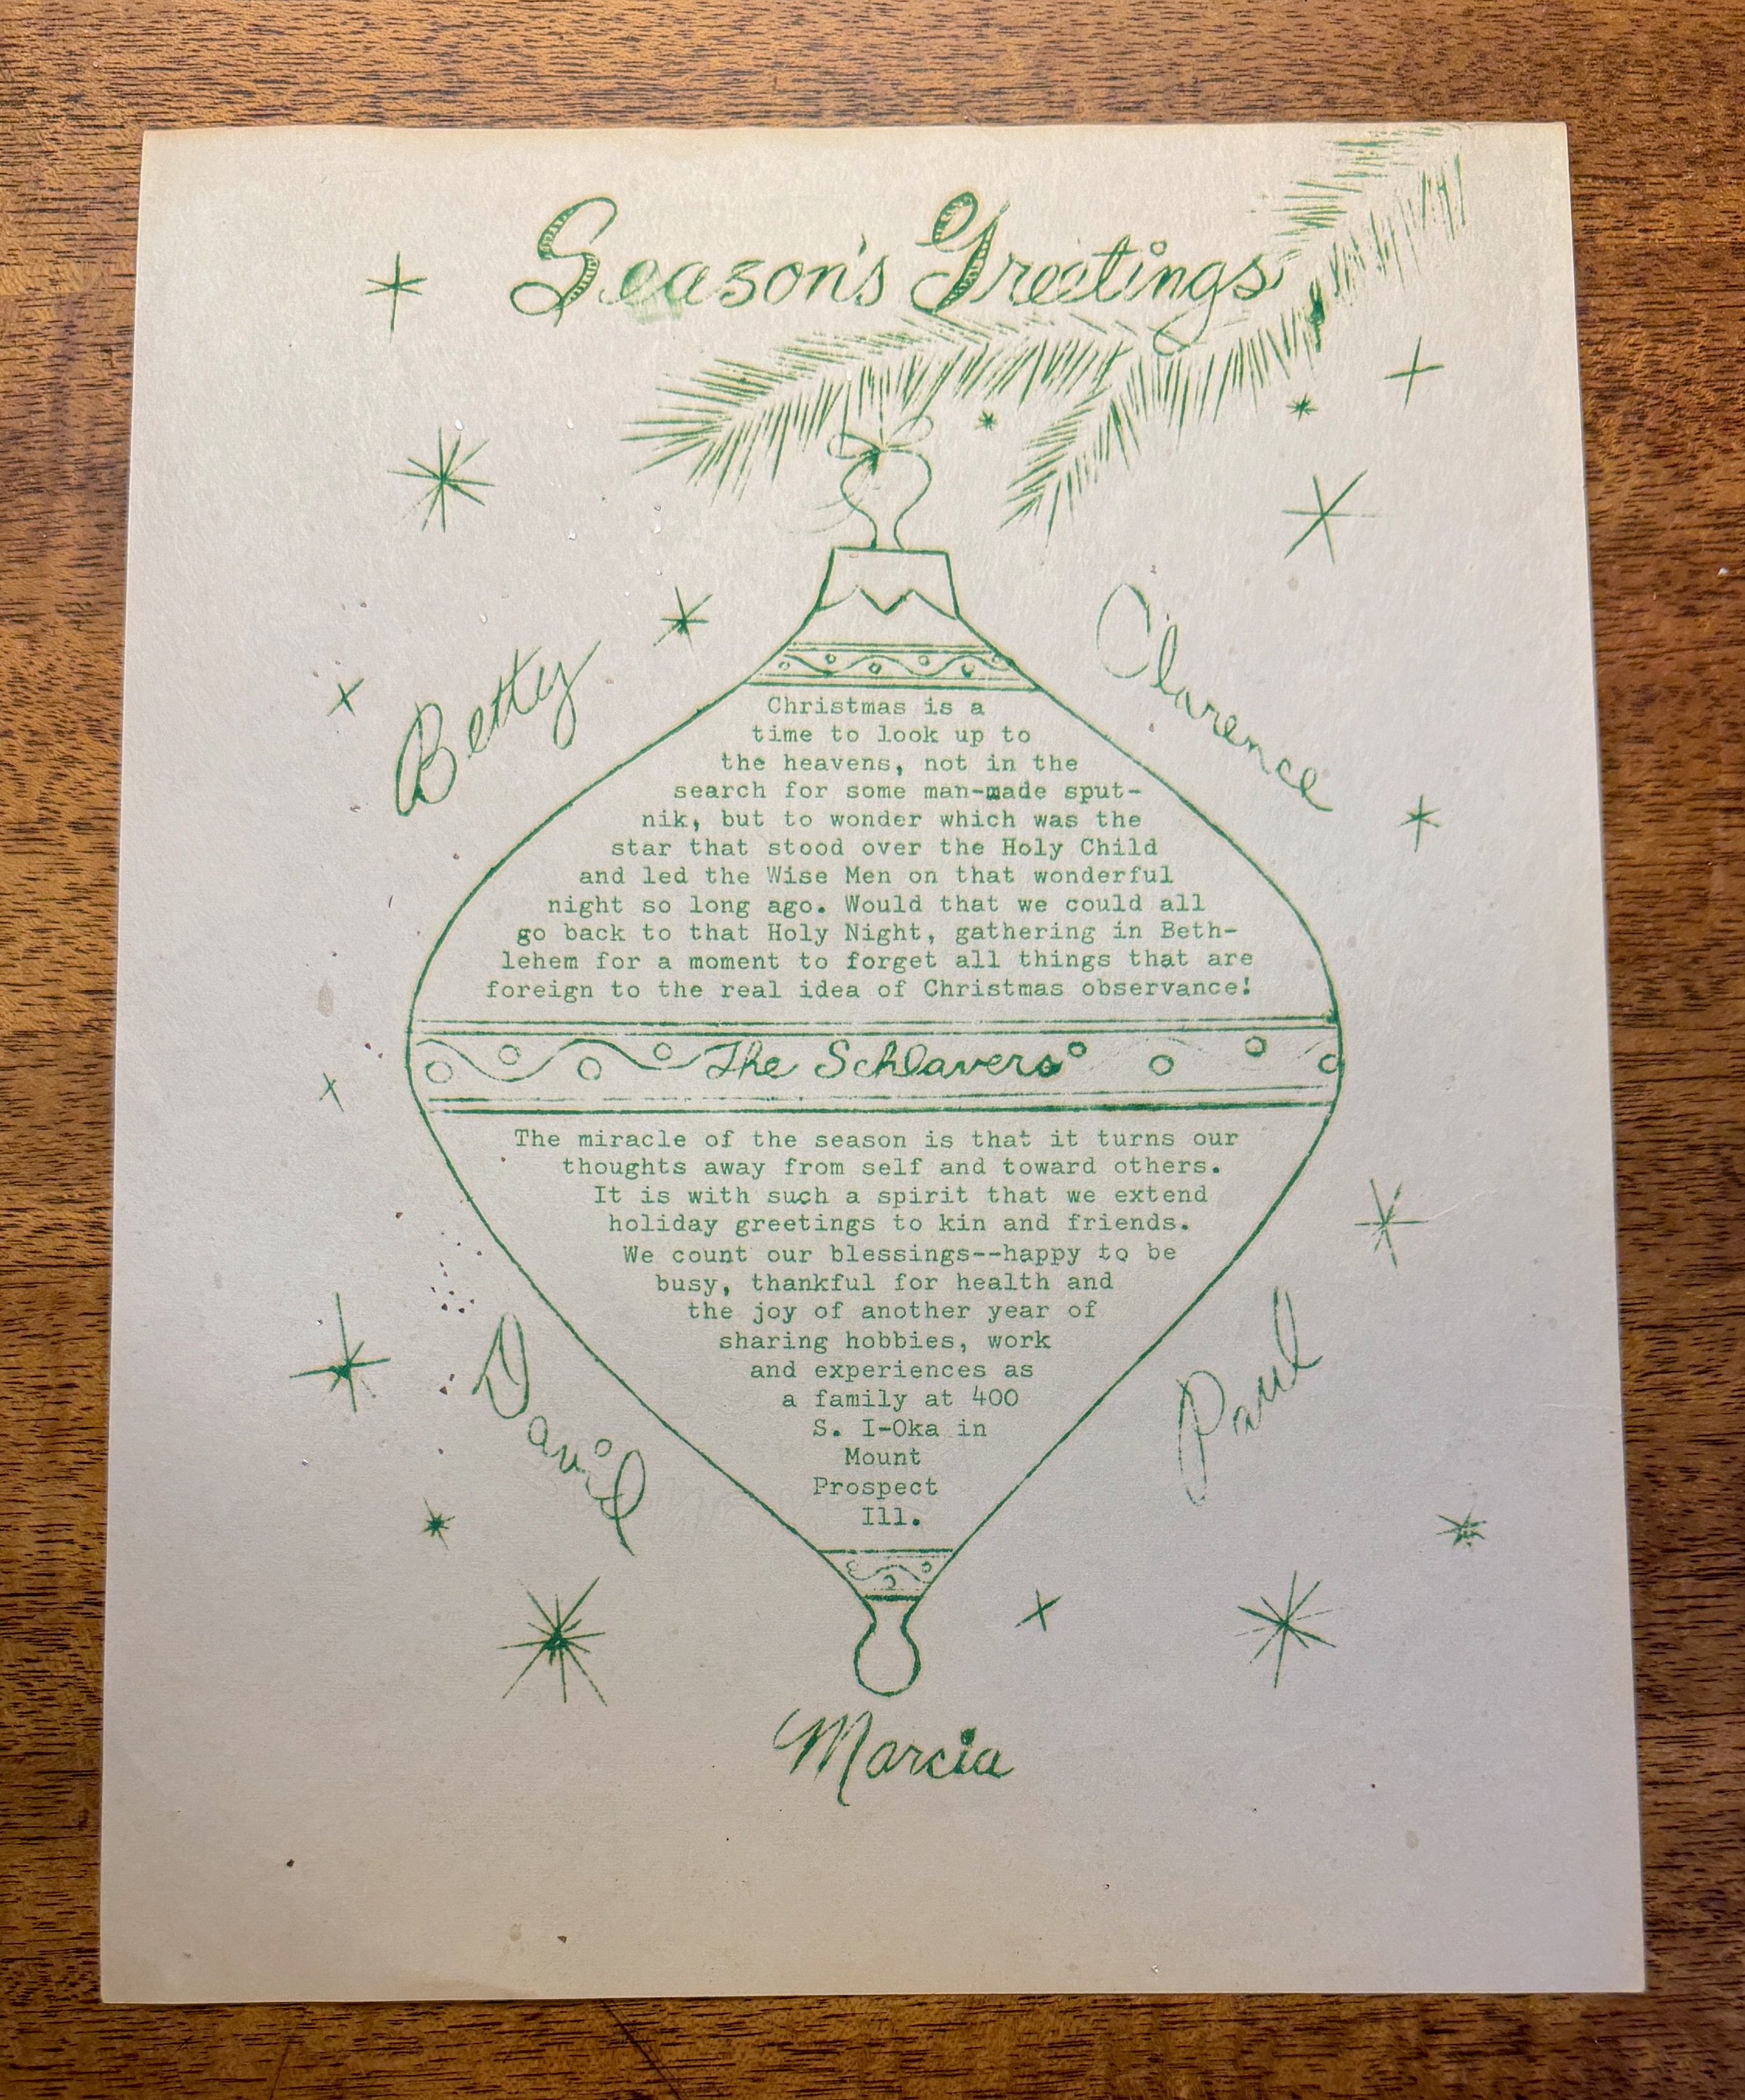 Season's Greetings
Betty
Clarence
Christmas is a
time to look up to
the heavens, not in the
search for some man-made sput-
nik, but to wonder which was the
star that stood over the Holy Child
and led the Wise Men on that wonderful
night so long ago. Would that we could all
go back to that Holy Night, gathering in Beth-
lehem for a moment to forget all things that are
foreign to the real idea of Christmas observance!
The Schlavers
The miracle of the season is that it turns our
thoughts away from self and toward others.
It is with such a spirit that we extend
holiday greetings to kin and friends.
We count our blessings--happy to be
busy, thankful for health and
the joy of another year of
sharing hobbies, work
and experiences as
a family at 400
S. I-Oka in
Mount
Prospect
Ill.
David
Paul
Marcia